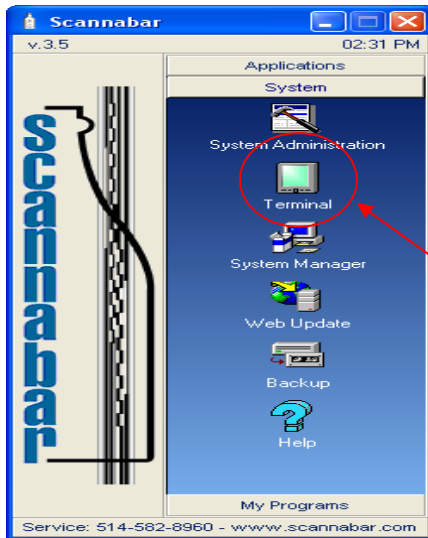 Scannabar
v.3.5 02:31 PM
Applications
System
System Administration
Terminal
System Manager
Web Update
Backup
Help
My Programs
Scannabar
Service: 514-582-8960 - www.scannabar.com